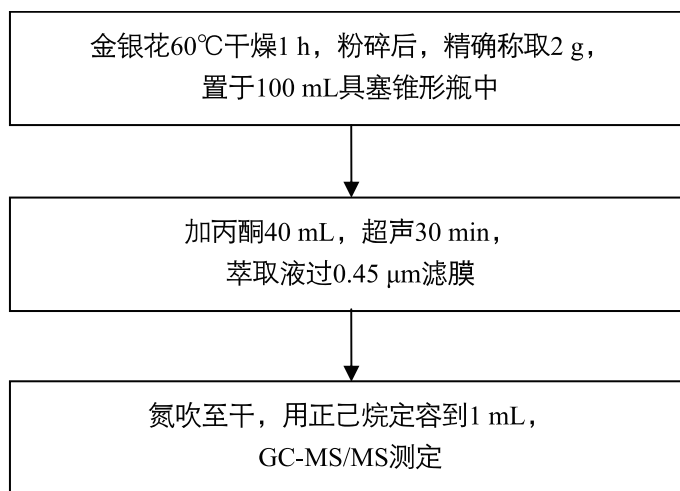 金银花60℃干燥1 h，粉碎后，精确称取2 g，
置于100 mL具塞锥形瓶中
加丙酮40 mL，超声30 min，
萃取液过0.45 μm滤膜
氮吹至干，用正己烷定容到1 mL，
GC-MS/MS测定